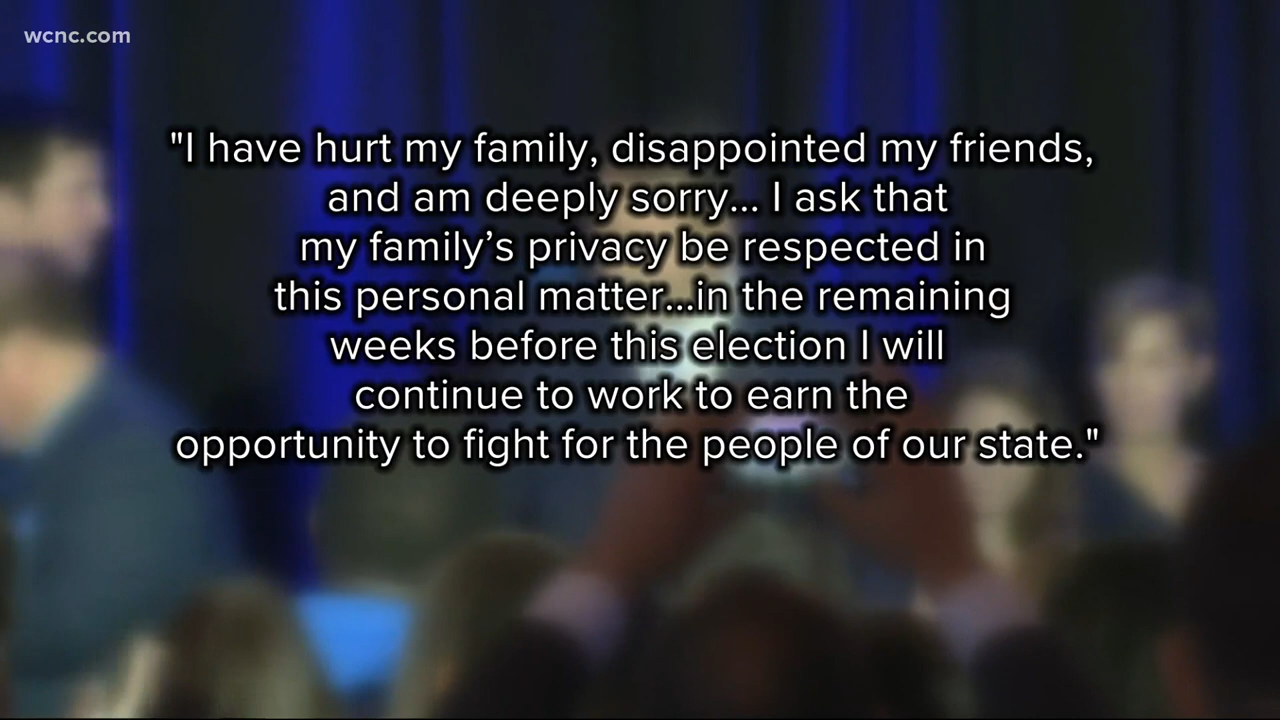 wcnc.com
"I have hurt my family, disappointed my friends,
and am deeply sorry... I ask that
my family’s privacy be respected in
this personal matter...in the remaining
weeks before this election I will
continue to work to earn the
opportunity to fight for the people of our state."